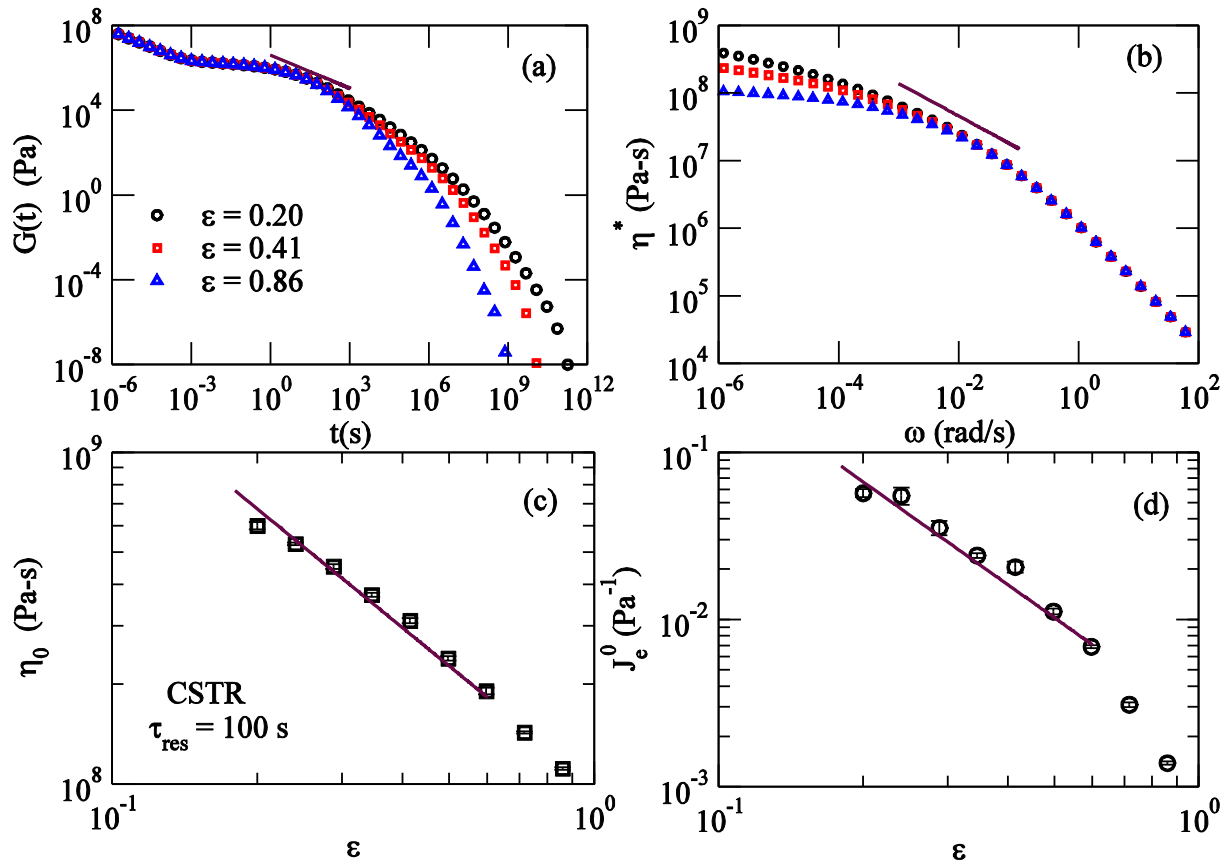 10^8
10^4
10^0
10^-4
10^-8
G(t) (Pa)
(a)
ε = 0.20
ε = 0.41
ε = 0.86
10^-6 10^-3 10^0 10^3 10^6 10^9 10^12
t(s)
10^9
10^8
10^7
10^6
10^5
10^4
η* (Pa-s)
(b)
10^-6 10^-4 10^-2 10^0 10^2
ω (rad/s)
10^9
10^8
η_0 (Pa-s)
(c)
CSTR
τ_res = 100 s
10^-1 10^0
ε
10^-1
10^-2
10^-3
J_e^0 (Pa^-1)
(d)
10^-1 10^0
ε